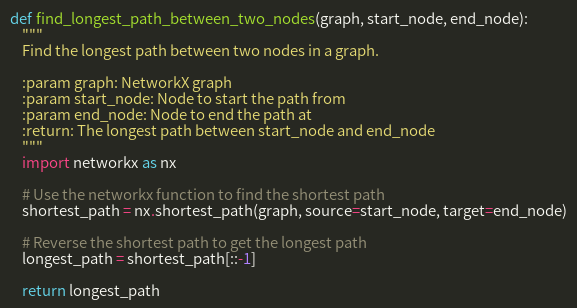 def find_longest_path_between_two_nodes(graph, start_node, end_node):
"""
Find the longest path between two nodes in a graph.
:param graph: NetworkX graph
:param start_node: Node to start the path from
:param end_node: Node to end the path at
:return: The longest path between start_node and end_node
"""
import networkx as nx
# Use the networkx function to find the shortest path
shortest_path = nx.shortest_path(graph, source=start_node, target=end_node)
# Reverse the shortest path to get the longest path
longest_path = shortest_path[::-1]
return longest_path